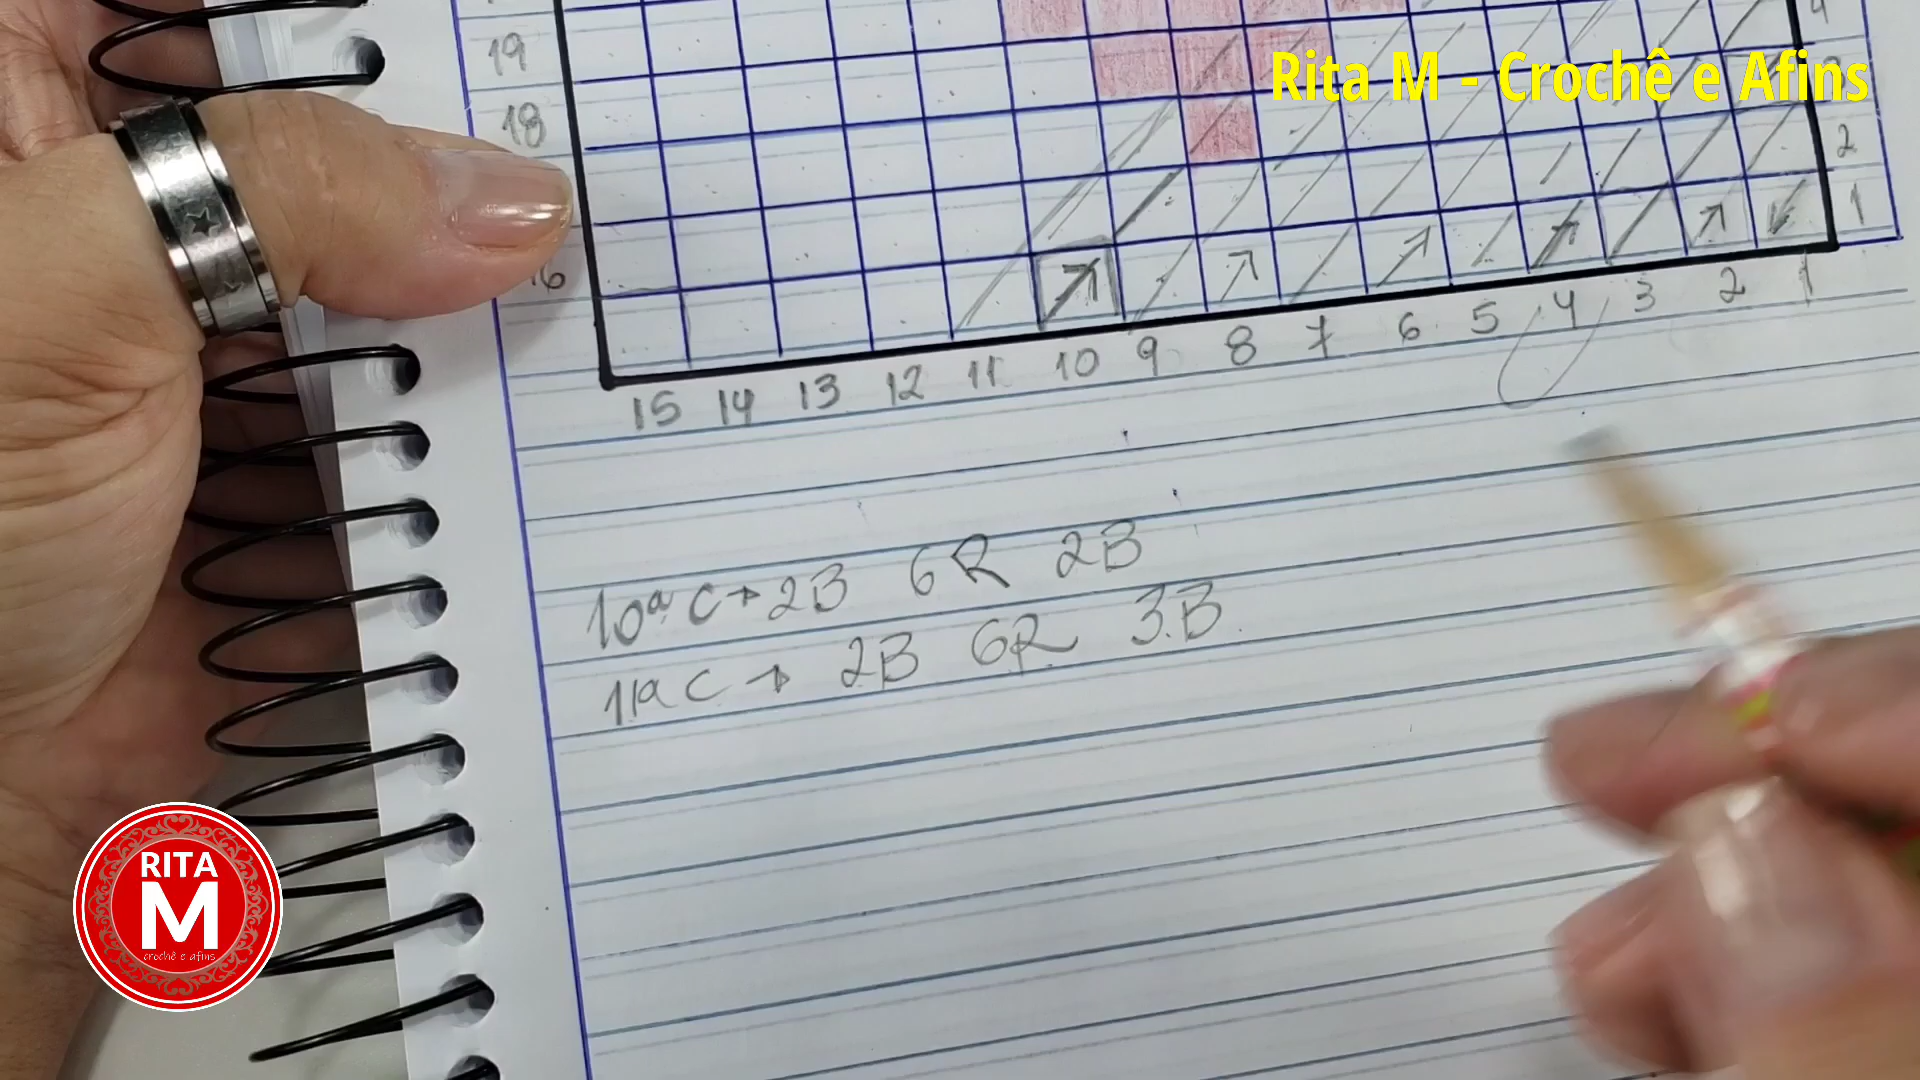 19
4
Rita M - Crochê e Afins
18
2
1
16
15 14 13 12 11 10 9 8 7 6 5 4 3 2 1
10ª C → 2B 6R 2B
11ª C → 2B 6R 3B
RITA
M
crochê e afins